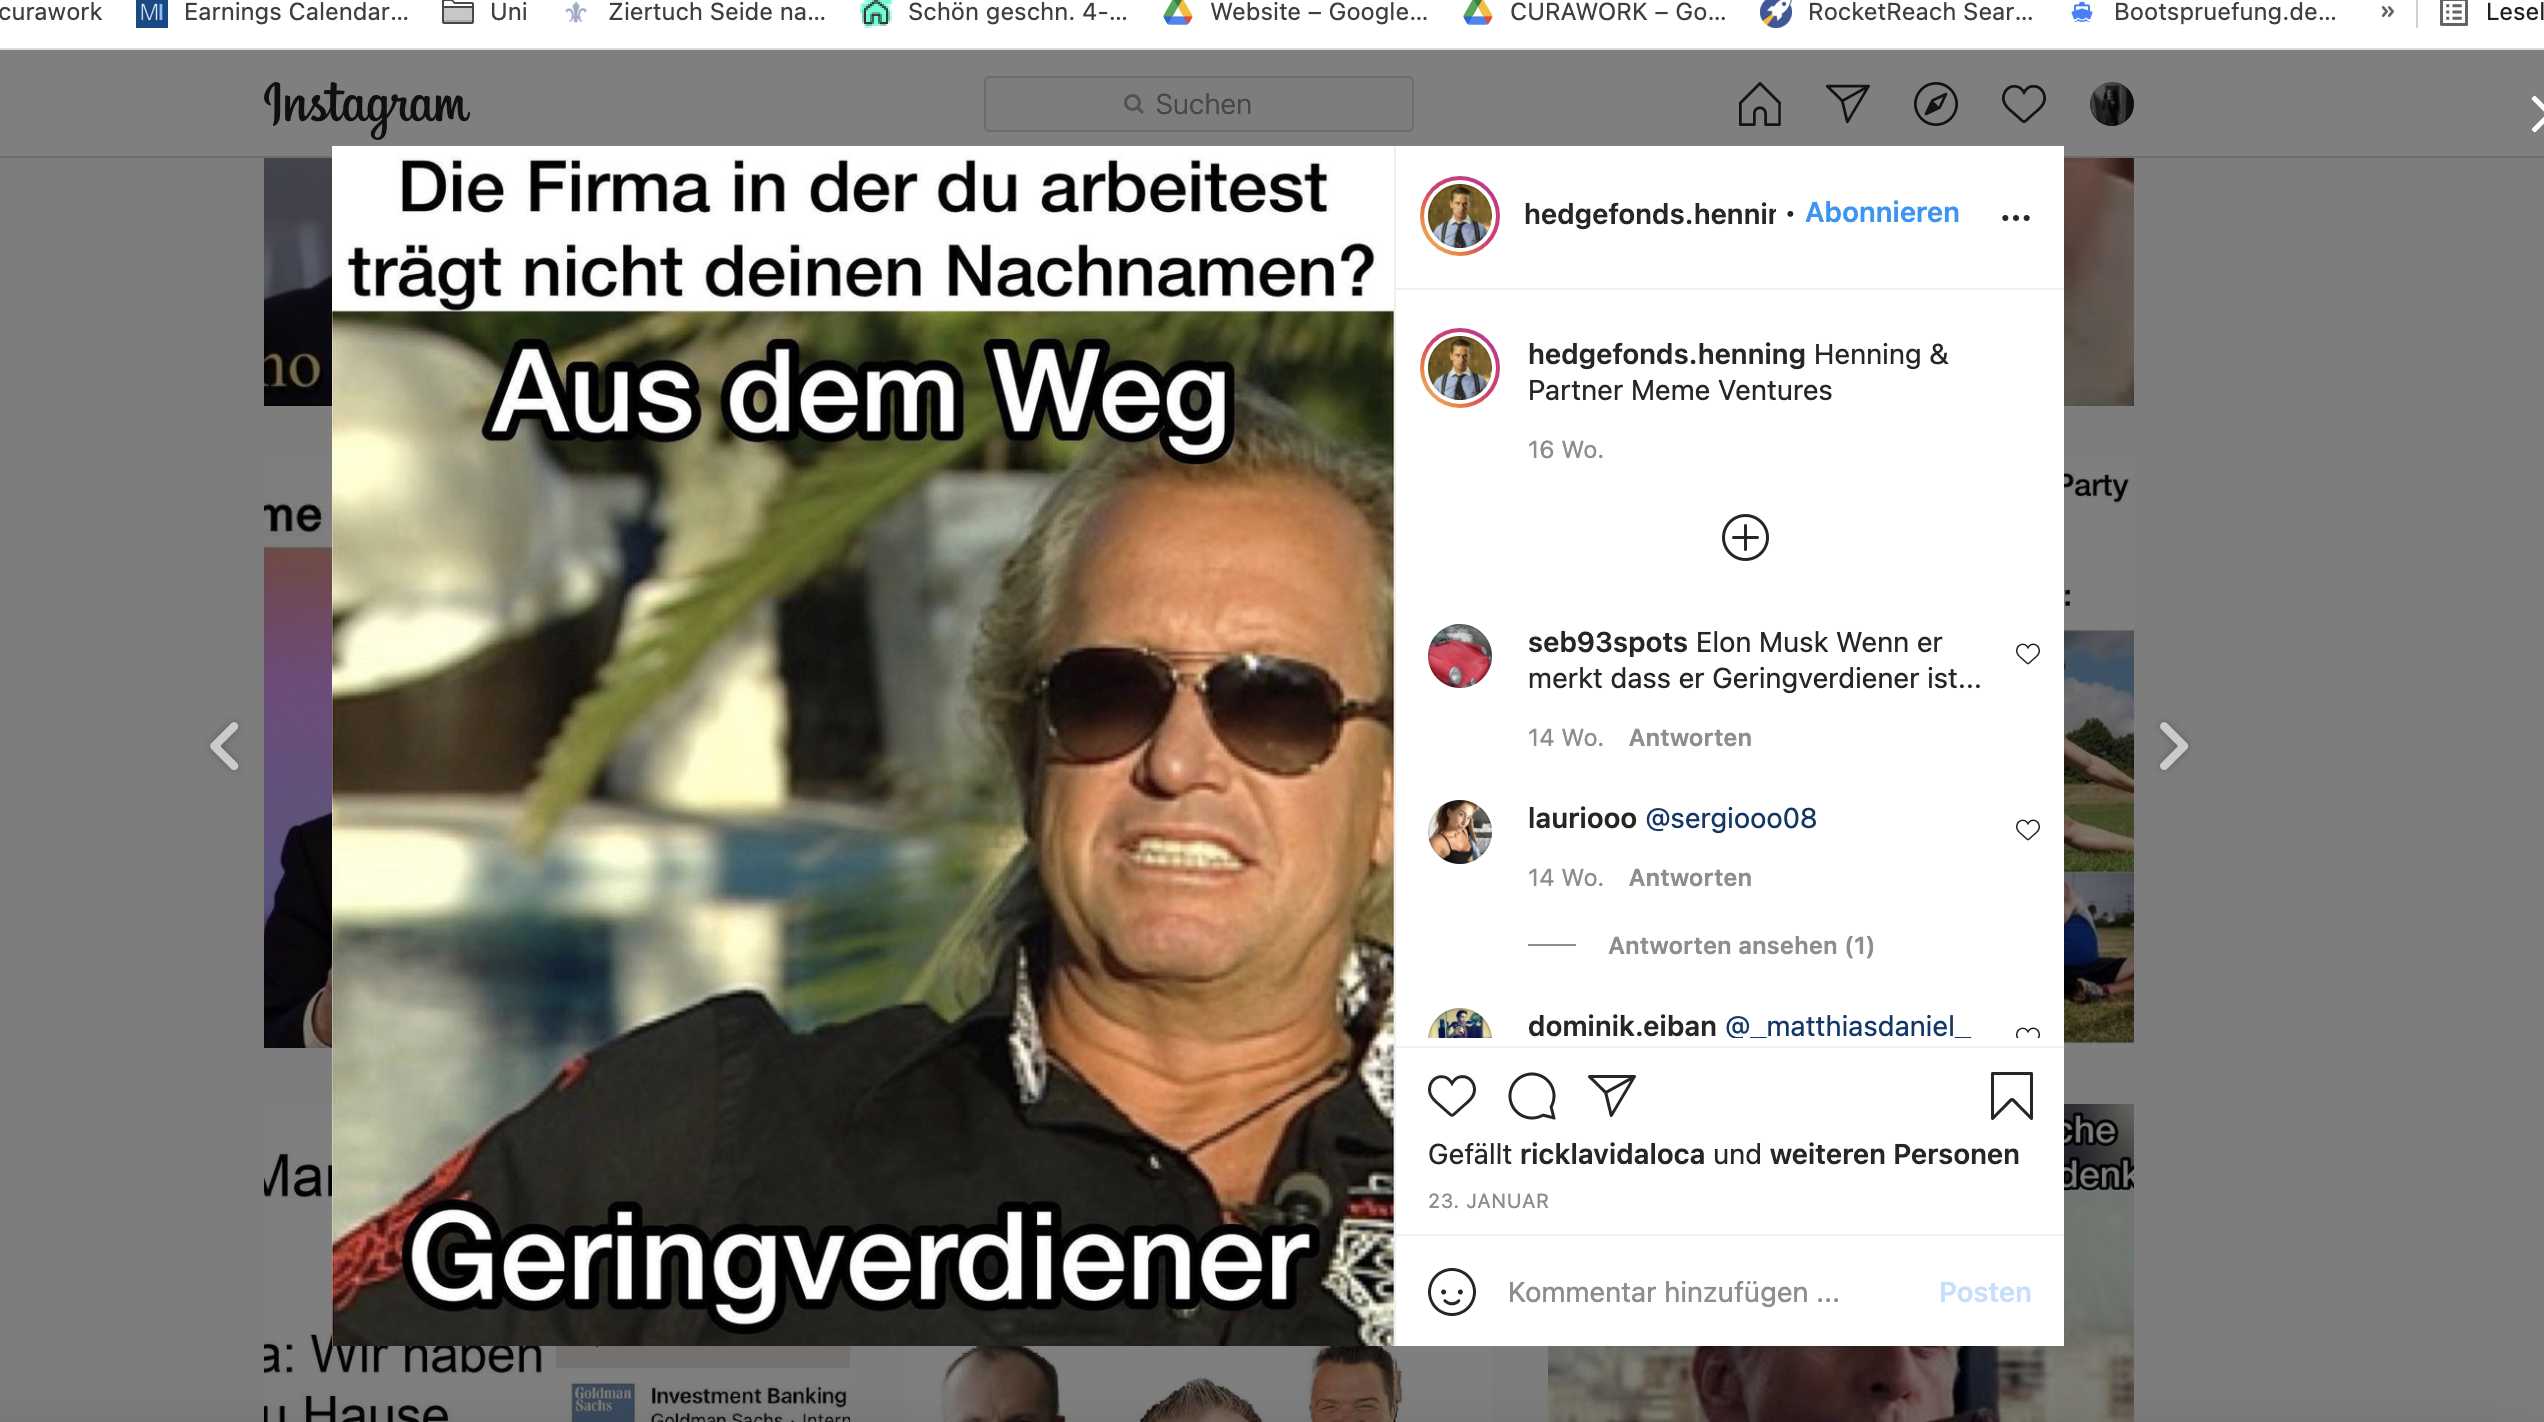 curawork
MI Earnings Calendar...
Uni
Ziertuch Seide na...
Schön geschn. 4-...
Website – Google...
CURAWORK – Go...
RocketReach Sear...
Bootspruefung.de...
»
Instagram
Suchen
Die Firma in der du arbeitest
trägt nicht deinen Nachnamen?
Aus dem Weg
Geringverdiener
hedgefonds.hennir • Abonnieren ...
hedgefonds.henning Henning &
Partner Meme Ventures
16 Wo.
seb93spots Elon Musk Wenn er
merkt dass er Geringverdiener ist...
14 Wo. Antworten
lauriooo @sergiooo08
14 Wo. Antworten
Antworten ansehen (1)
dominik.eiban @_matthiasdaniel_
Gefällt ricklavidaloca und weiteren Personen
23. JANUAR
Kommentar hinzufügen ... Posten
no
me
Party
:
che
denk
a: Wir haben
u Hause
Goldman
Sachs
Investment Banking
Goldman Sachs · Intern